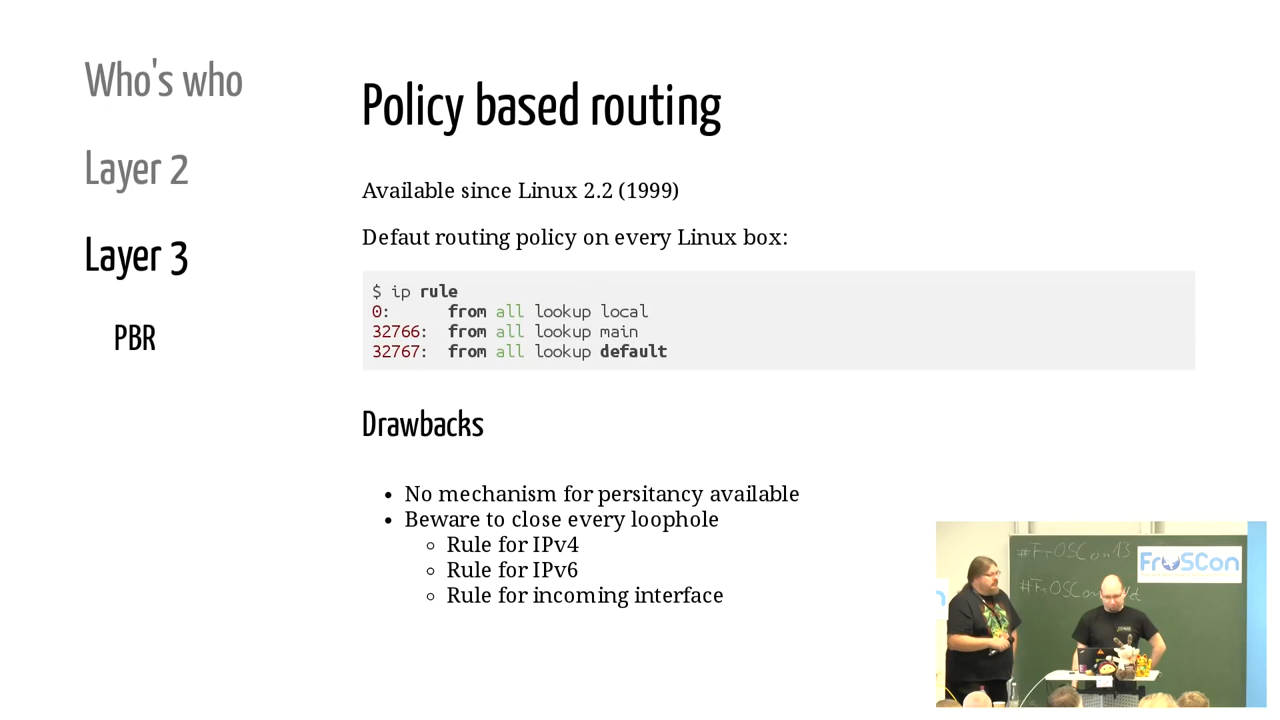 Who's who
Layer 2
Layer 3
PBR
Policy based routing
Available since Linux 2.2 (1999)
Defaut routing policy on every Linux box:
$ ip rule
0: from all lookup local
32766: from all lookup main
32767: from all lookup default
Drawbacks
No mechanism for persitancy available
Beware to close every loophole
Rule for IPv4
Rule for IPv6
Rule for incoming interface
#FrOSCon13
FrOSCon